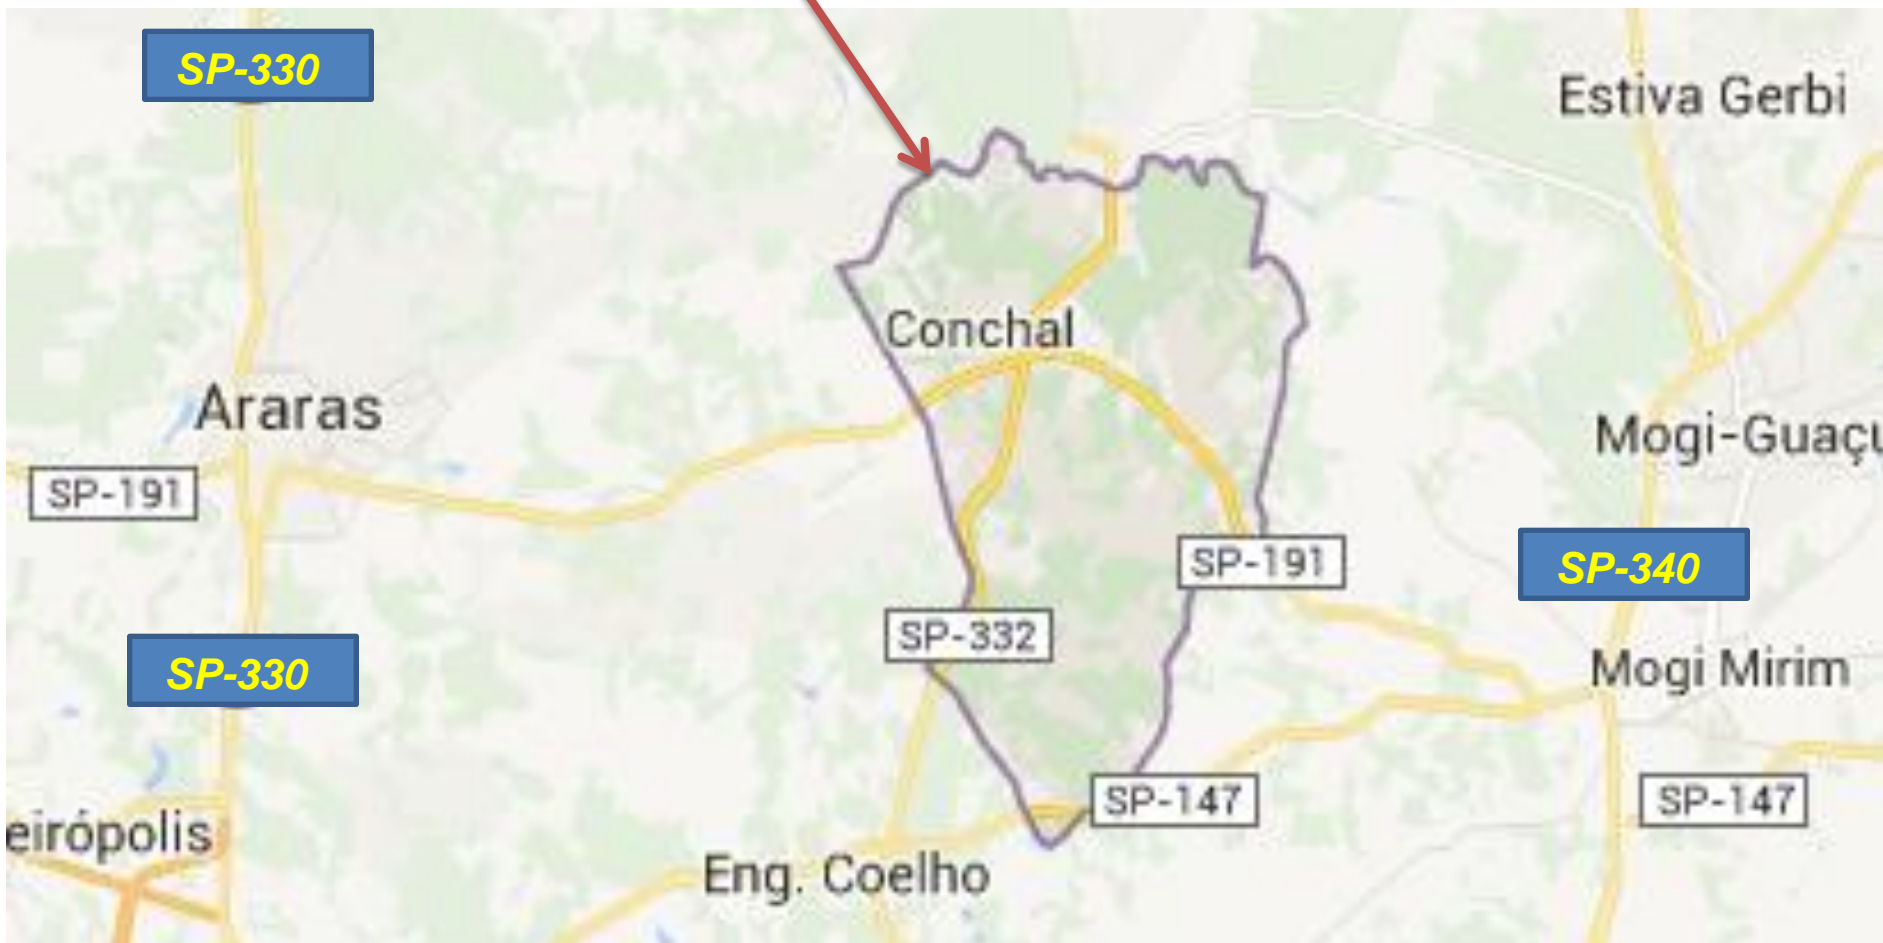 SP-330
Estiva Gerbi
Conchal
Araras
Mogi-Guaçu
SP-191
SP-191
SP-340
SP-332
SP-330
Mogi Mirim
SP-147
SP-147
eirópolis
Eng. Coelho